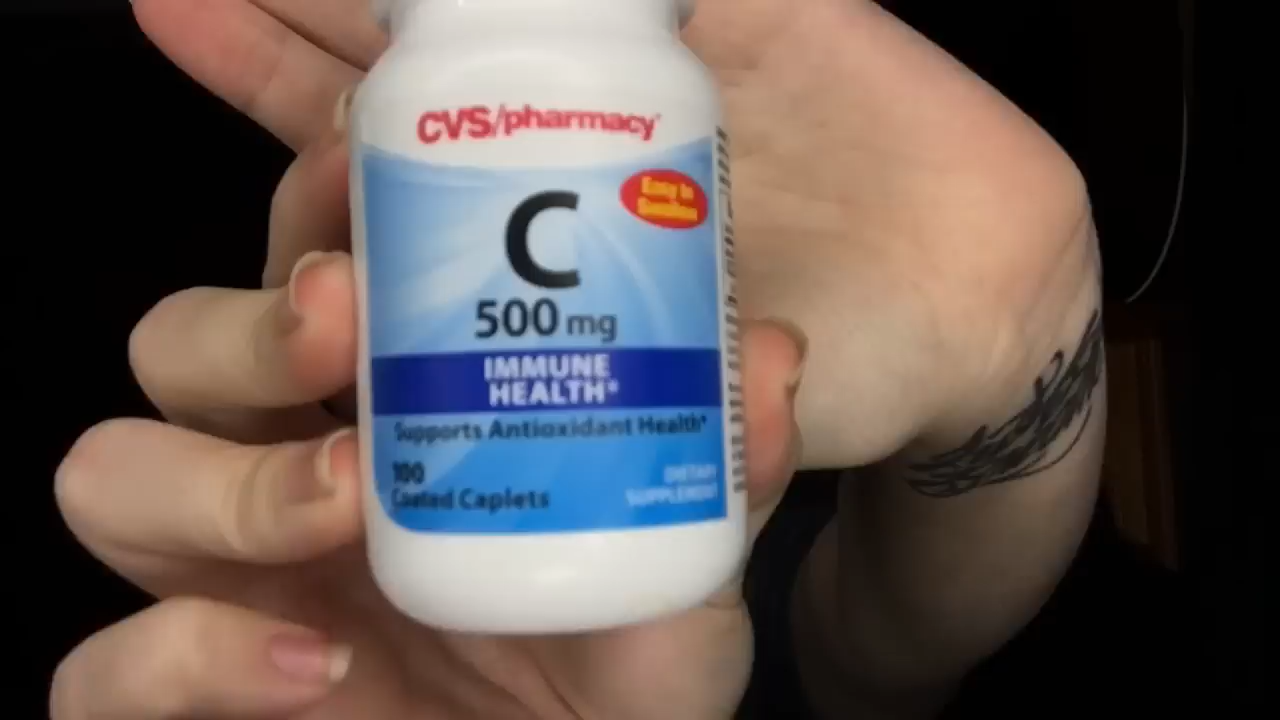 CVS/pharmacy
Easy to
Swallow
C
500 mg
IMMUNE
HEALTH*
Supports Antioxidant Health*
100
Coated Caplets
DIETARY
SUPPLEMENT